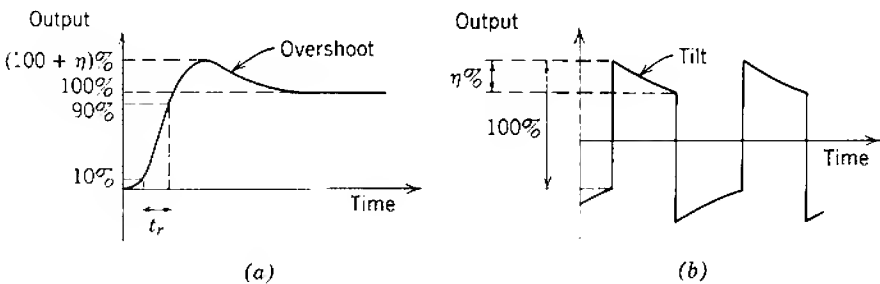 Output
(100 + η)%
Overshoot
100%
90%
10%
Time
t_r
(a)
Output
η%
Tilt
100%
Time
(b)